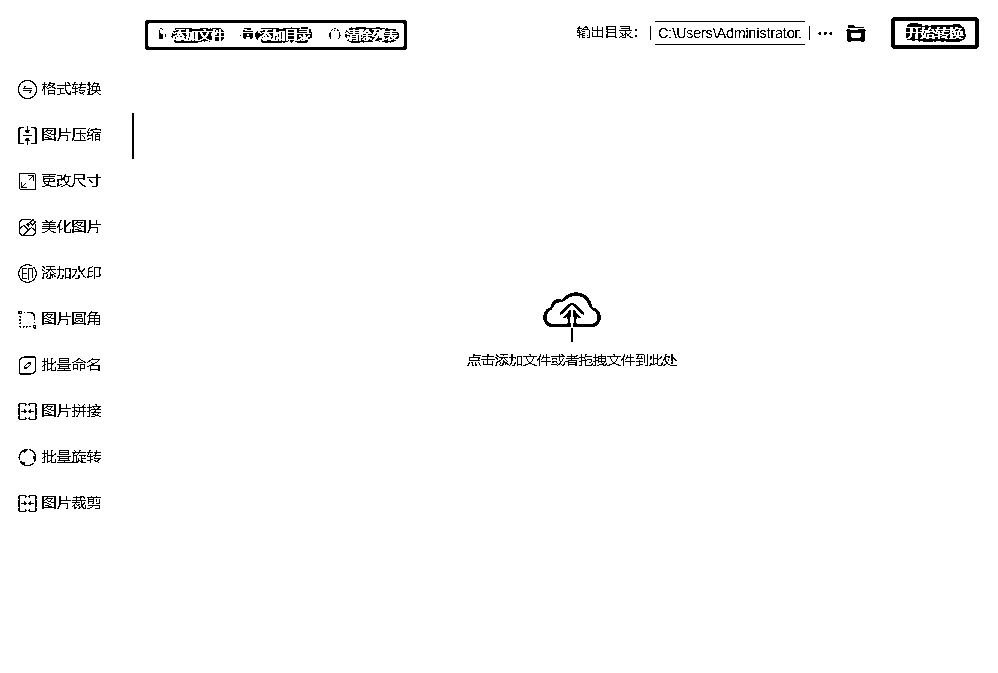 添加文件 添加目录 清除列表 输出目录： C:\Users\Administrator. ... 开始转换
格式转换
图片压缩
更改尺寸
美化图片
添加水印
图片圆角
批量命名
图片拼接
批量旋转
图片裁剪
点击添加文件或者拖拽文件到此处